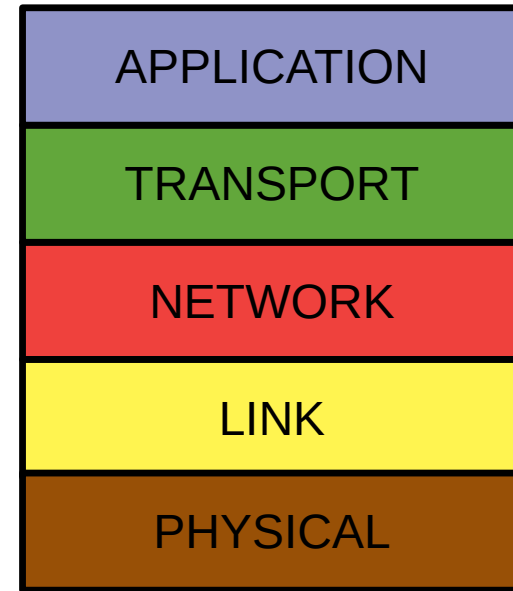 APPLICATION
TRANSPORT
NETWORK
LINK
PHYSICAL